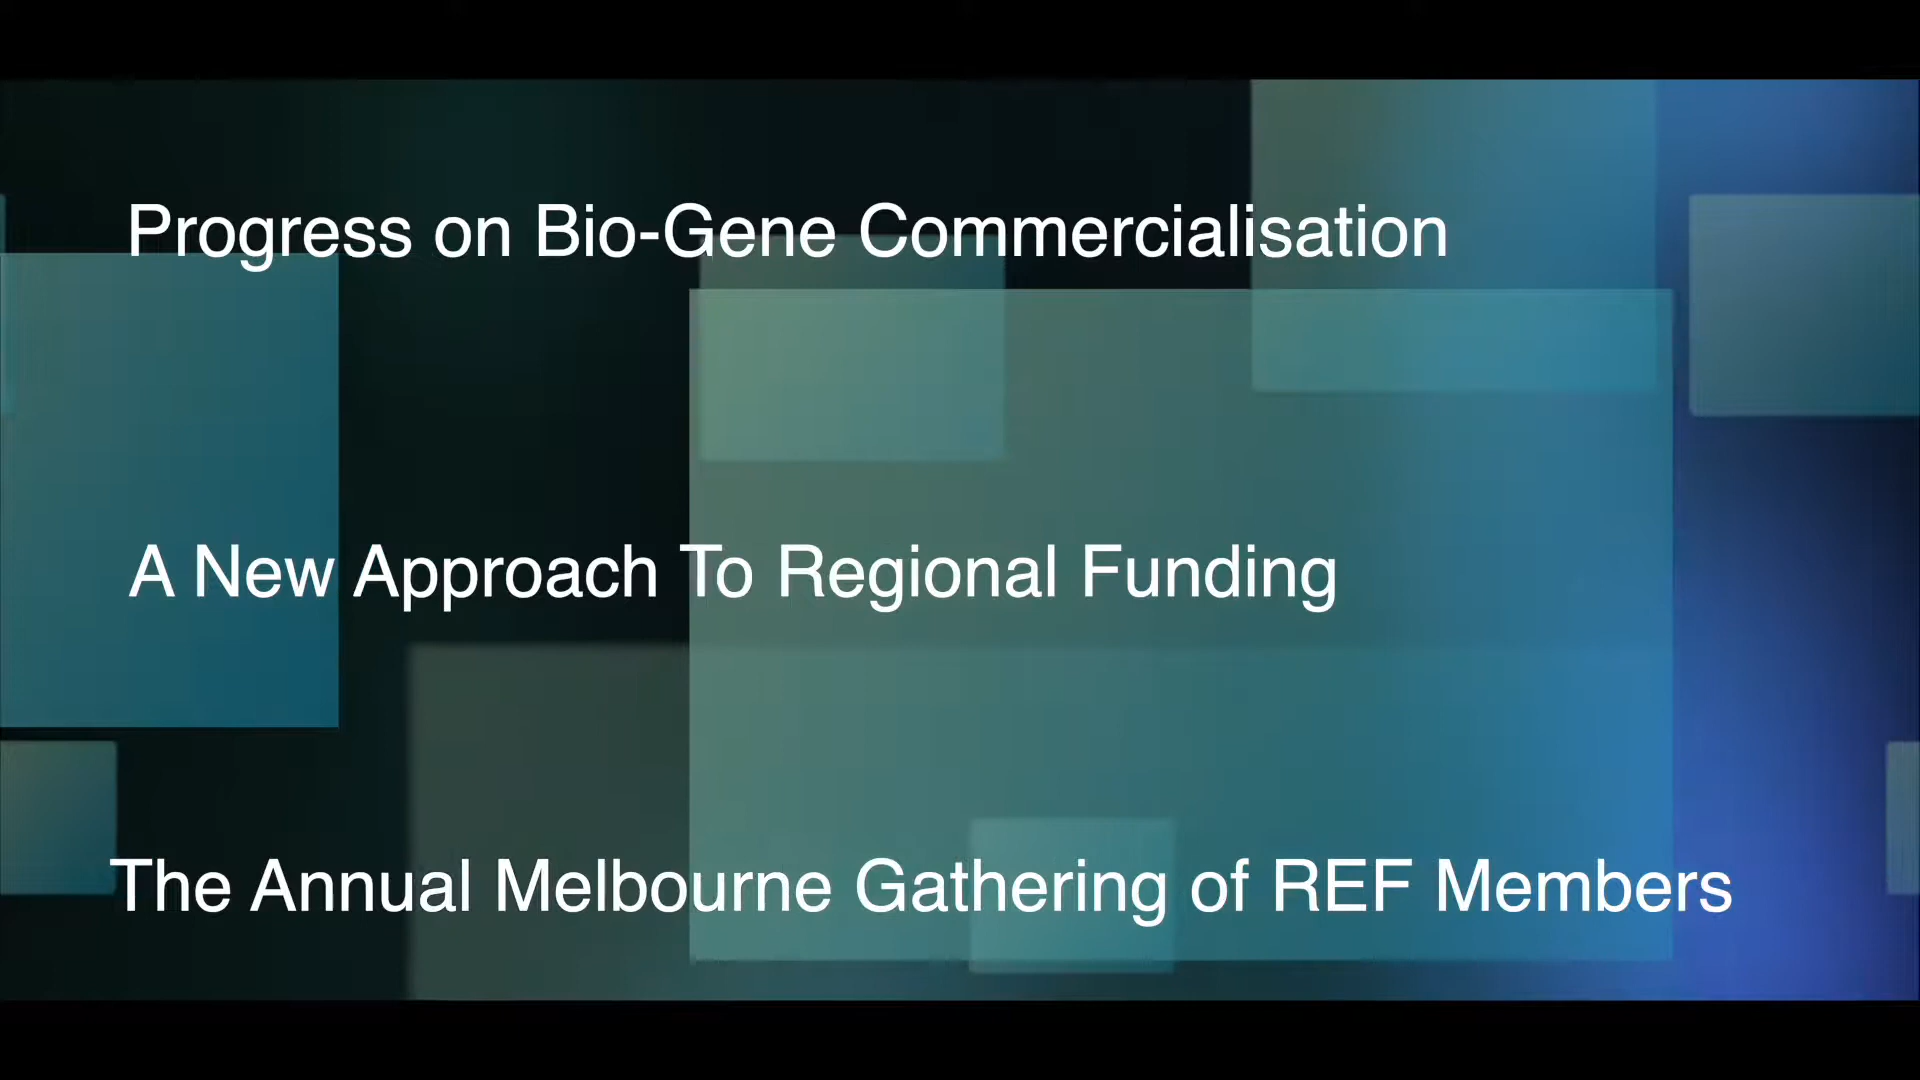 Progress on Bio-Gene Commercialisation
A New Approach To Regional Funding
The Annual Melbourne Gathering of REF Members